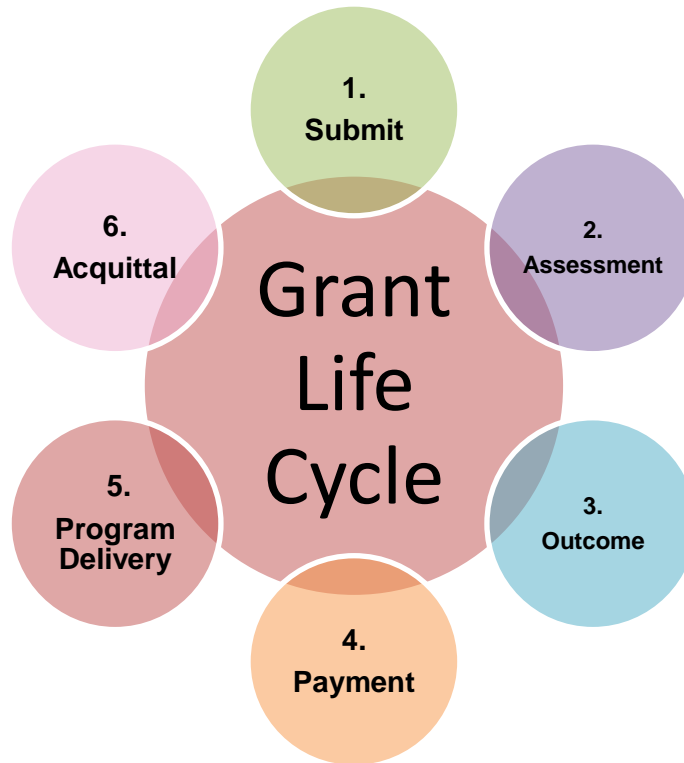 1.
Submit
2.
Assessment
3.
Outcome
4.
Payment
5.
Program
Delivery
6.
Acquittal
Grant
Life
Cycle